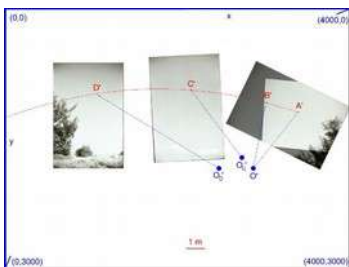 (0,0)
x
(4000,0)
D'
C'
B'
A'
y
O'
1 m
(0,3000)
(4000,3000)